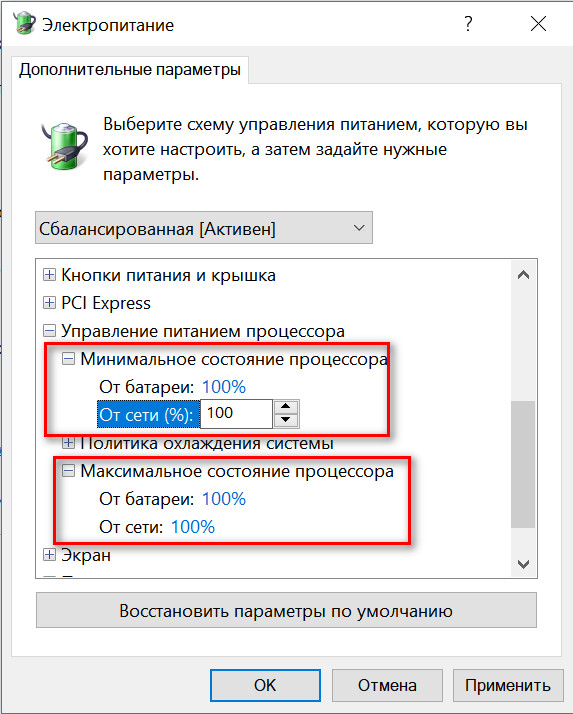 Электропитание
Дополнительные параметры
Выберите схему управления питанием, которую вы
хотите настроить, а затем задайте нужные
параметры.
Сбалансированная [Активен]
Кнопки питания и крышка
PCI Express
Управление питанием процессора
Минимальное состояние процессора
От батареи: 100%
От сети (%): 100
Политика охлаждения системы
Максимальное состояние процессора
От батареи: 100%
От сети: 100%
Экран
Восстановить параметры по умолчанию
OK Отмена Применить